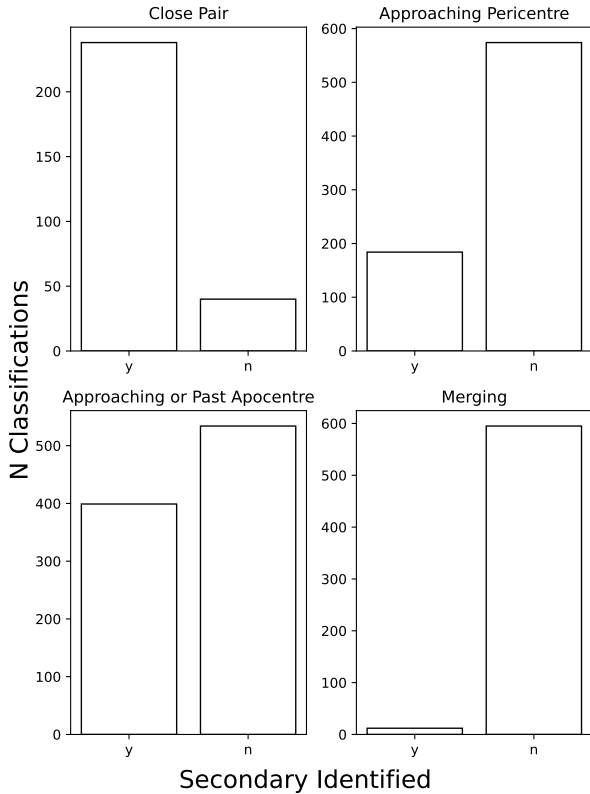 Close Pair
200
150
100
50
0
y
n
Approaching Pericentre
600
500
400
300
200
100
0
y
n
Approaching or Past Apocentre
500
400
300
200
100
0
y
n
Merging
600
500
400
300
200
100
0
y
n
N Classifications
Secondary Identified